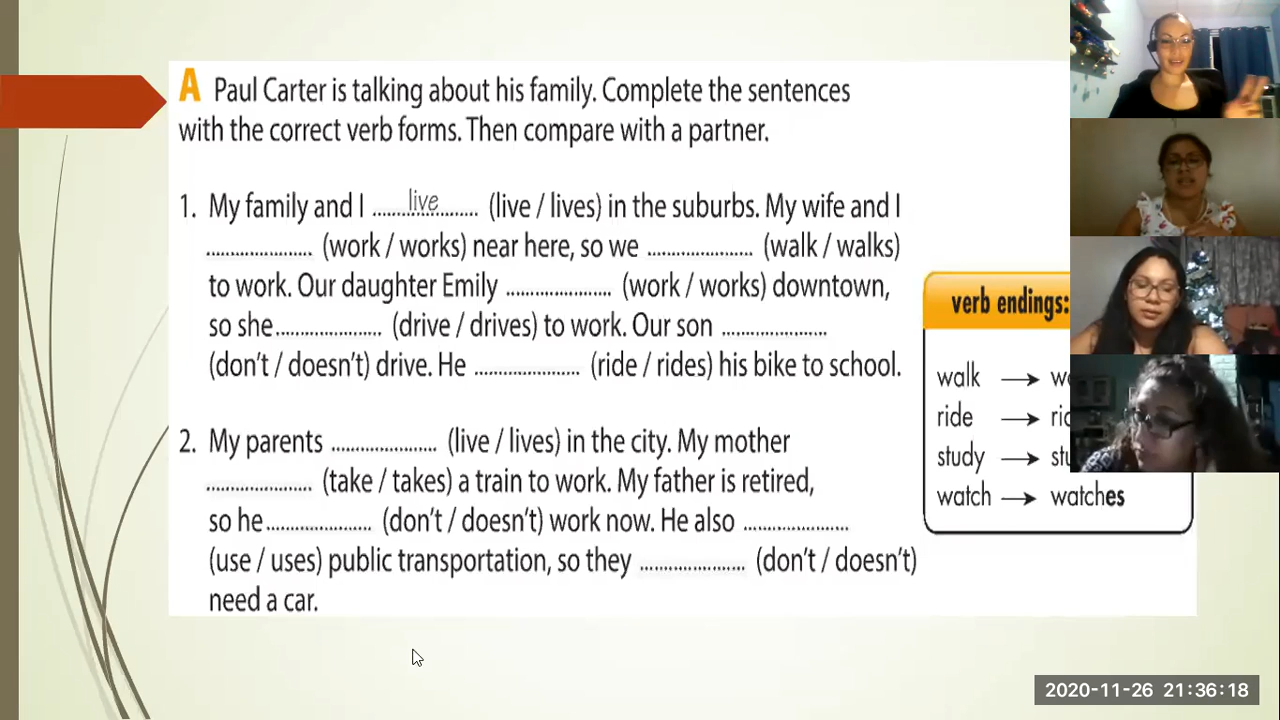 A Paul Carter is talking about his family. Complete the sentences
with the correct verb forms. Then compare with a partner.
1. My family and I ....live.... (live / lives) in the suburbs. My wife and I
.................... (work / works) near here, so we .................... (walk / walks)
to work. Our daughter Emily .................... (work / works) downtown,
so she .................... (drive / drives) to work. Our son ....................
(don't / doesn't) drive. He .................... (ride / rides) his bike to school.
2. My parents .................... (live / lives) in the city. My mother
.................... (take / takes) a train to work. My father is retired,
so he .................... (don't / doesn't) work now. He also ....................
(use / uses) public transportation, so they .................... (don't / doesn't)
need a car.
verb endings:
walk →
ride →
study →
watch → watches
2020-11-26 21:36:18